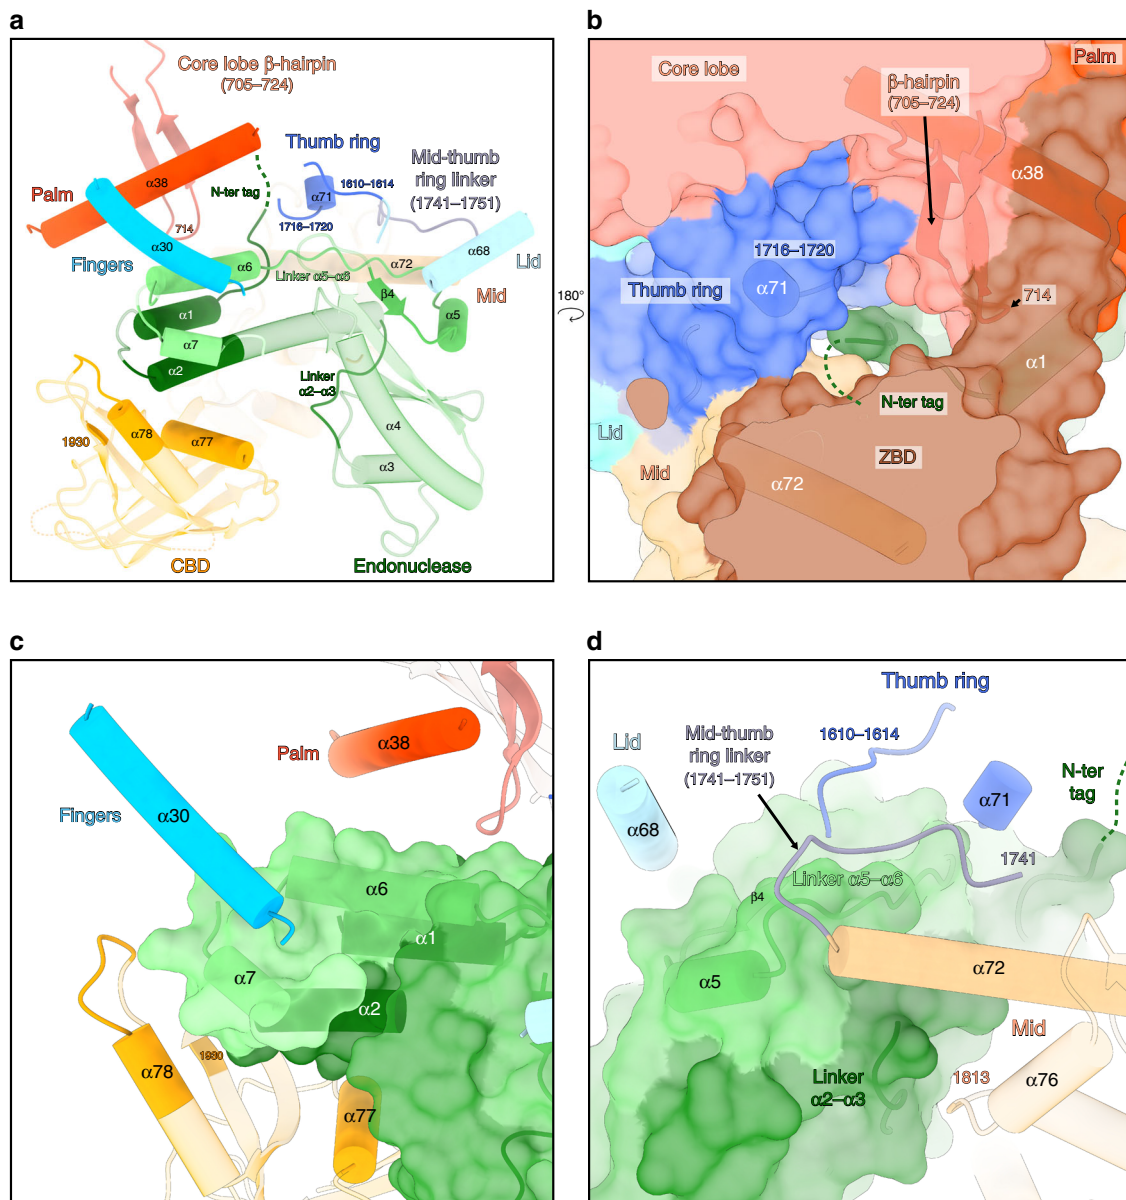 a
Core lobe β-hairpin
(705–724)
Thumb ring
Mid-thumb
ring linker
(1741–1751)
Palm
α38
N-ter tag
α71
1610–1614
1716–1720
714
α30
Fingers
α6
Linker α5–α6
α72
α68
Lid
Mid
β4
α5
α1
α7
α2
Linker
α2–α3
α4
α3
1930
α78
α77
CBD
Endonuclease
180°
b
Core lobe
Palm
β-hairpin
(705–724)
α38
1716–1720
Thumb ring
α71
714
α1
N-ter tag
Lid
Mid
ZBD
α72
c
Palm
α38
Fingers
α30
α6
α1
α7
α2
α78
1930
α77
d
Thumb ring
Lid
Mid-thumb
ring linker
(1741–1751)
1610–1614
N-ter
tag
α68
α71
1741
Linker α5–α6
β4
α5
α72
Mid
Linker
α2–α3
1813
α76